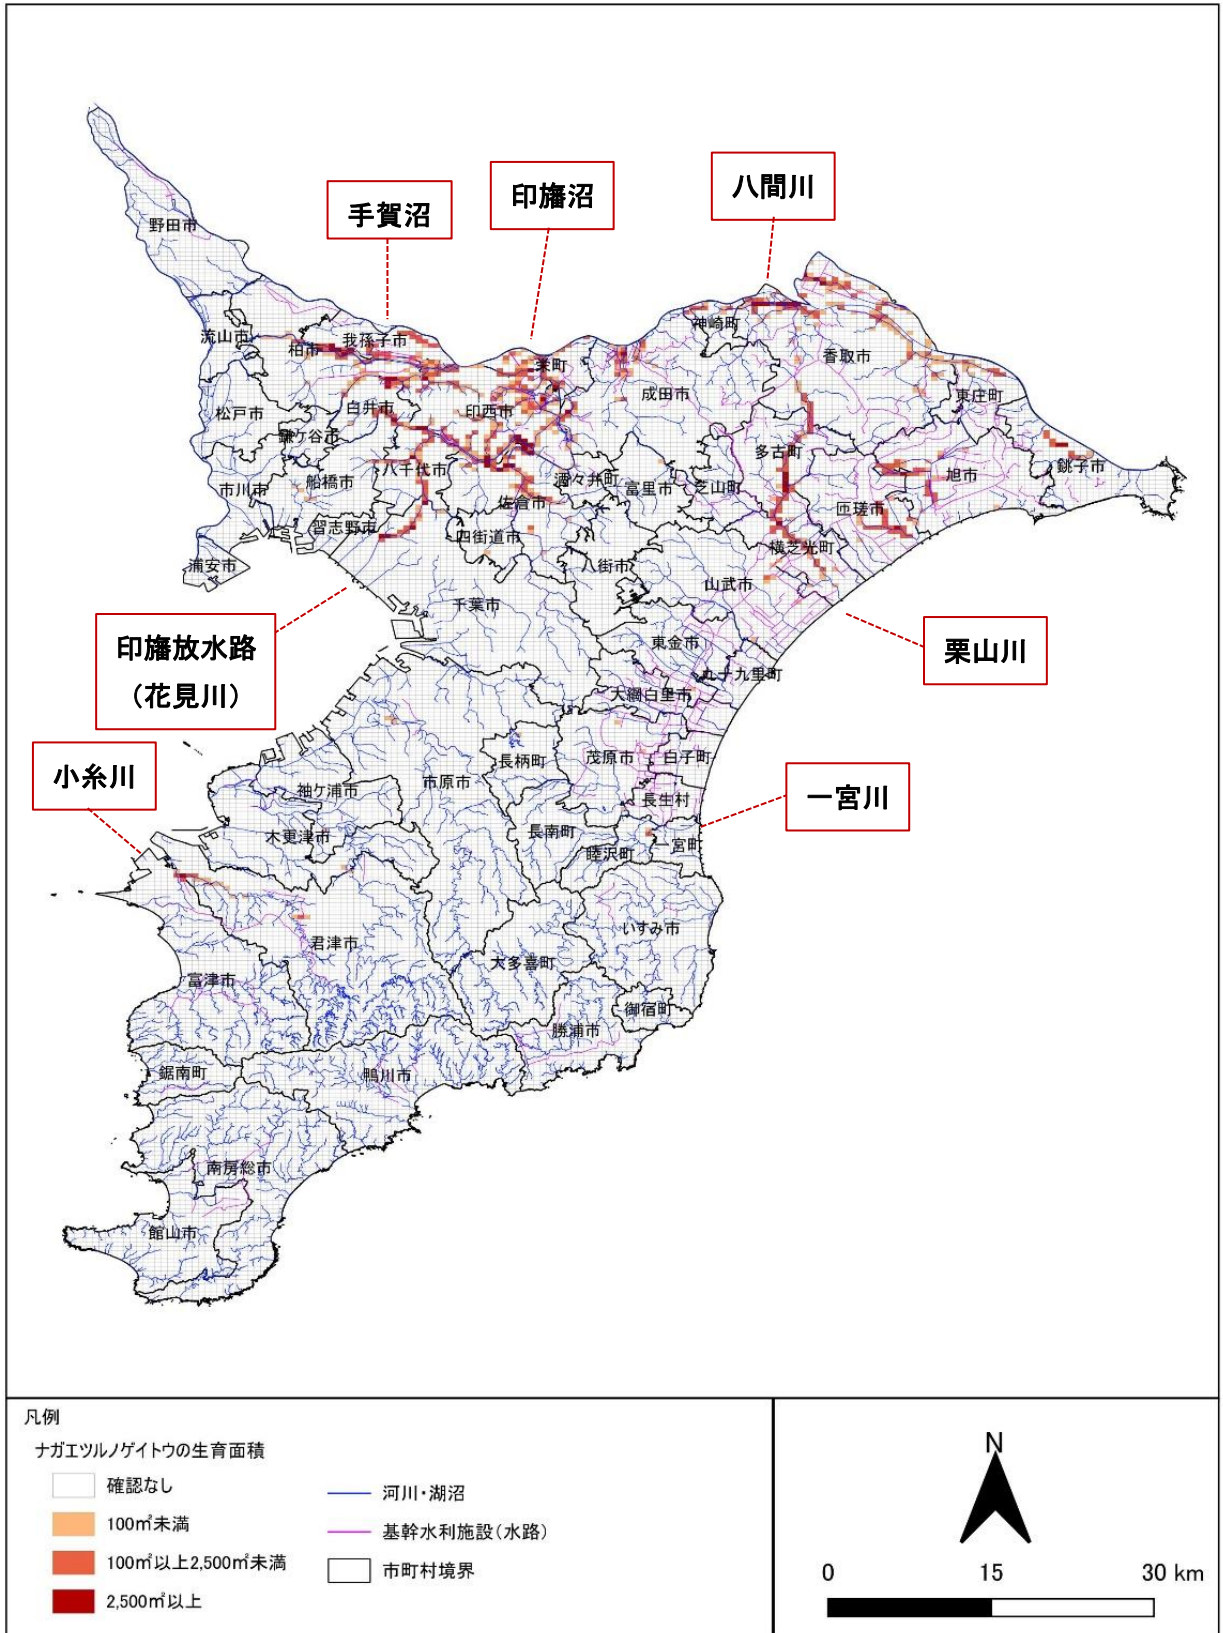 手賀沼
印旛沼
八間川
野田市
流山市
柏市
我孫子市
栄町
神崎町
香取市
成田市
東庄町
松戸市
鎌ケ谷市
白井市
印西市
多古町
旭市
銚子市
市川市
船橋市
八千代市
酒々井町
富里市
芝山町
匝瑳市
佐倉市
習志野市
四街道市
横芝光町
浦安市
八街市
山武市
千葉市
印旛放水路
(花見川)
東金市
栗山川
九十九里町
大網白里市
小糸川
袖ケ浦市
市原市
長柄町
茂原市
白子町
長生村
一宮川
木更津市
長南町
睦沢町
一宮町
君津市
いすみ市
富津市
大多喜町
御宿町
勝浦市
鋸南町
鴨川市
南房総市
館山市
凡例
ナガエツルノゲイトウの生育面積
確認なし
100㎡未満
100㎡以上2,500㎡未満
2,500㎡以上
河川・湖沼
基幹水利施設(水路)
市町村境界
N
0 15 30 km